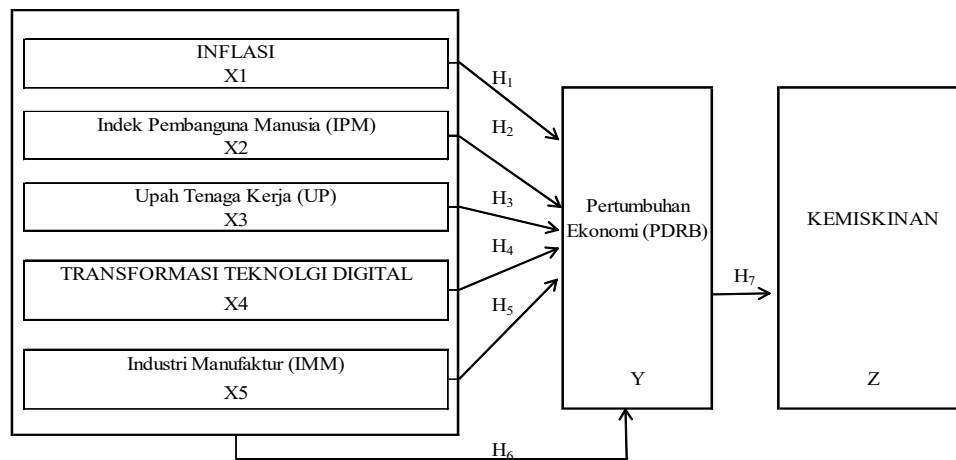 INFLASI
X1
Indek Pembanguna Manusia (IPM)
X2
Upah Tenaga Kerja (UP)
X3
TRANSFORMASI TEKNOLGI DIGITAL
X4
Industri Manufaktur (IMM)
X5
H1
H2
H3
H4
H5
H6
Pertumbuhan
Ekonomi (PDRB)
Y
H7
KEMISKINAN
Z